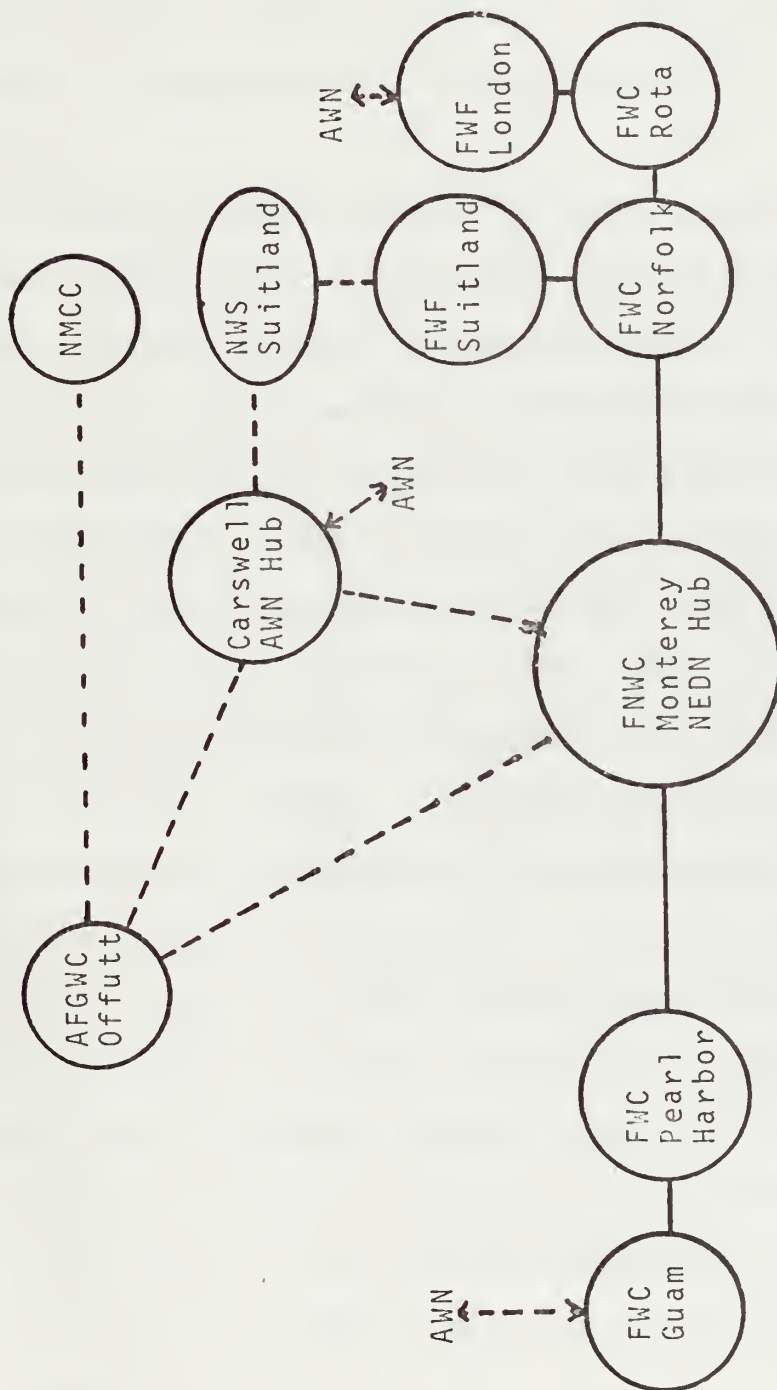 AFGWC
Offutt
NMCC
Carswell
AWN Hub
NWS
Suitland
AWN
AWN
FWF
Suitland
FWF
London
AWN
FWC
Guam
FWC
Pearl
Harbor
FNWC
Monterey
NEDN Hub
FWC
Norfolk
FWC
Rota